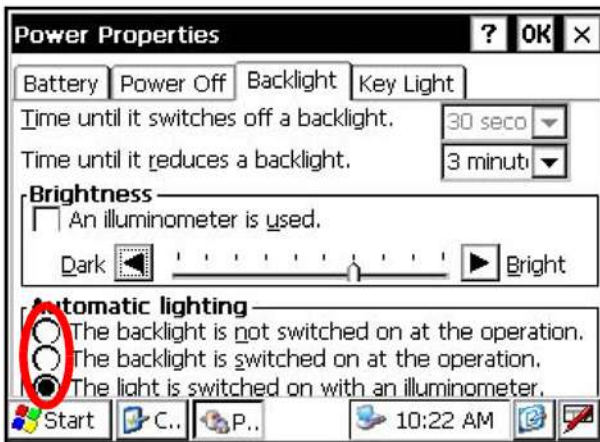 Power Properties ? OK ×
Battery Power Off Backlight Key Light
Time until it switches off a backlight. 30 seco
Time until it reduces a backlight. 3 minut
Brightness
An illuminometer is used.
Dark Bright
Automatic lighting
The backlight is not switched on at the operation.
The backlight is switched on at the operation.
The light is switched on with an illuminometer.
Start C.. P.. 10:22 AM